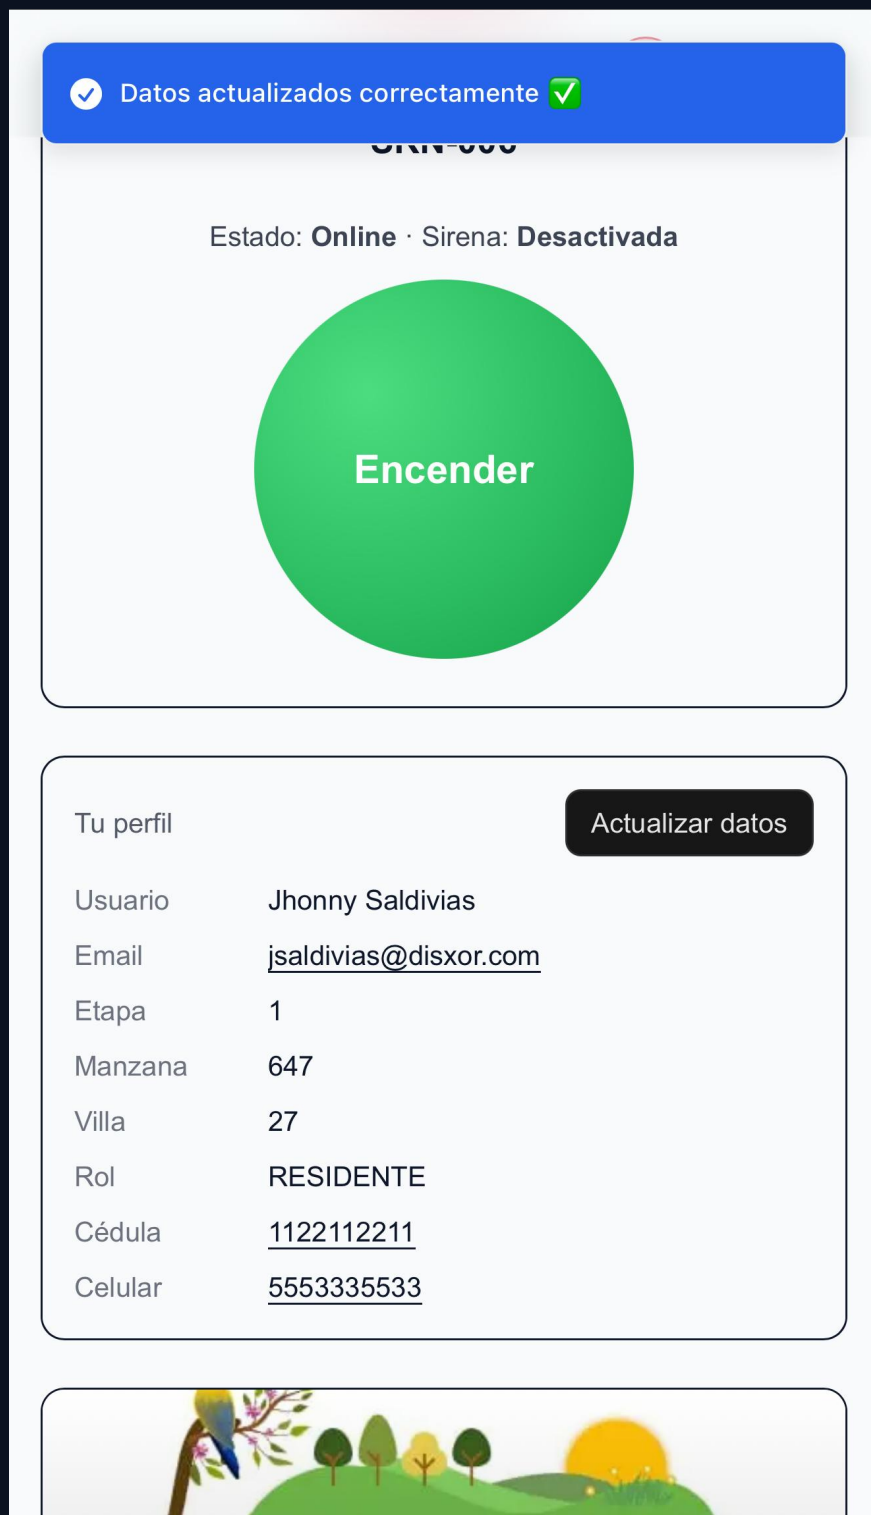 Datos actualizados correctamente ✅
Estado: Online · Sirena: Desactivada
Encender
Tu perfil
Actualizar datos
Usuario Jhonny Saldivias
Email jsaldivias@disxor.com
Etapa 1
Manzana 647
Villa 27
Rol RESIDENTE
Cédula 1122112211
Celular 5553335533